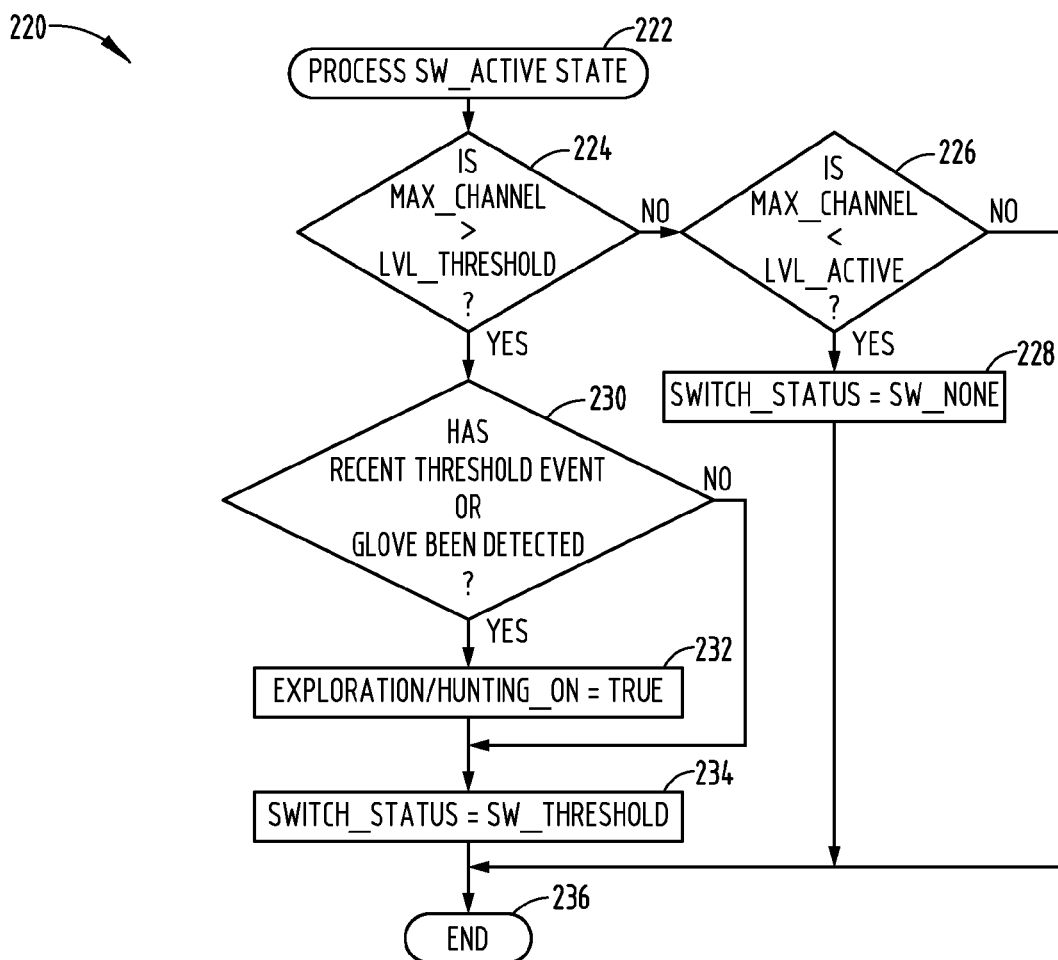 220
222
PROCESS SW_ACTIVE STATE
224
IS
MAX_CHANNEL
>
LVL_THRESHOLD
?
NO
YES
226
IS
MAX_CHANNEL
<
LVL_ACTIVE
?
NO
YES
228
SWITCH_STATUS = SW_NONE
230
HAS
RECENT THRESHOLD EVENT
OR
GLOVE BEEN DETECTED
?
NO
YES
232
EXPLORATION/HUNTING_ON = TRUE
234
SWITCH_STATUS = SW_THRESHOLD
236
END